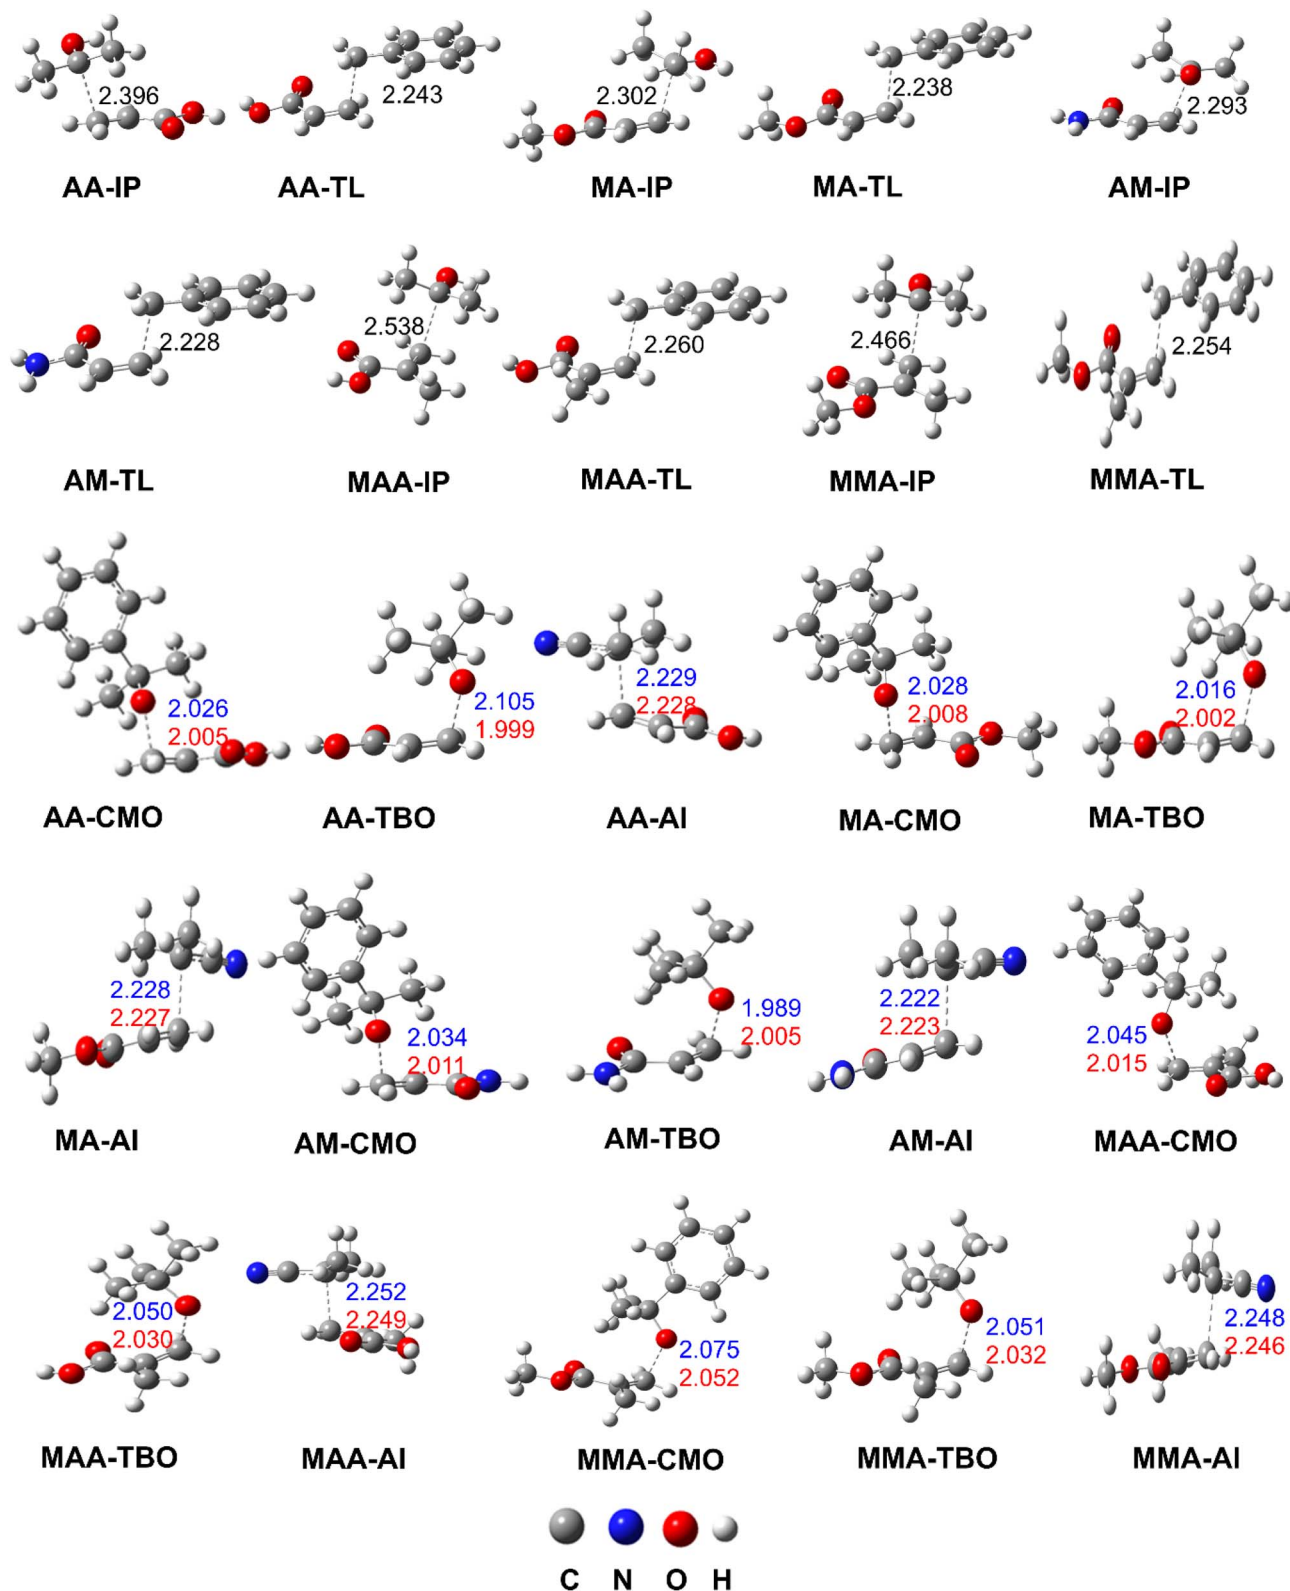 2.396
2.243
2.302
2.238
2.293
AA-IP
AA-TL
MA-IP
MA-TL
AM-IP
2.228
2.538
2.260
2.466
2.254
AM-TL
MAA-IP
MAA-TL
MMA-IP
MMA-TL
2.026
2.005
2.105
1.999
2.229
2.228
2.028
2.008
2.016
2.002
AA-CMO
AA-TBO
AA-AI
MA-CMO
MA-TBO
2.228
2.227
2.034
2.011
1.989
2.005
2.222
2.223
2.045
2.015
MA-AI
AM-CMO
AM-TBO
AM-AI
MAA-CMO
2.050
2.030
2.252
2.249
2.075
2.052
2.051
2.032
2.248
2.246
MAA-TBO
MAA-AI
MMA-CMO
MMA-TBO
MMA-AI
C N O H